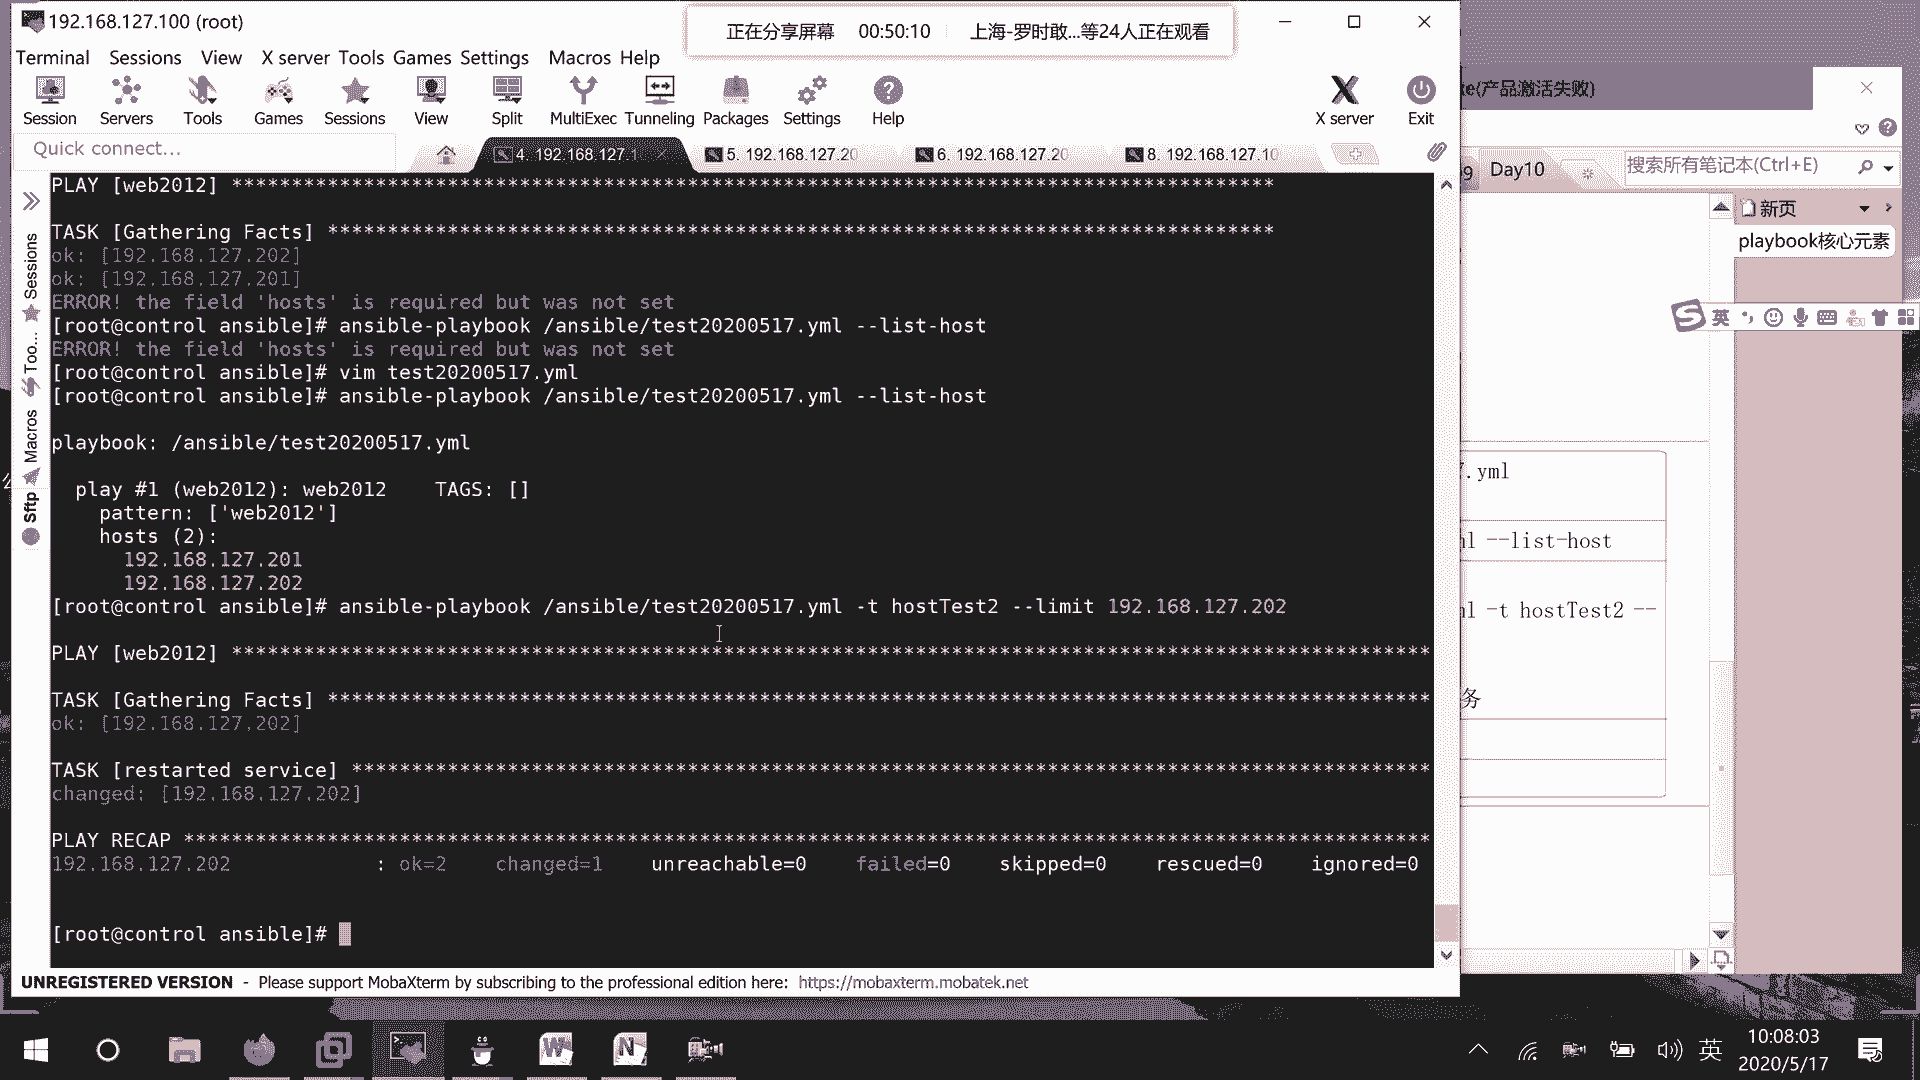 192.168.127.100 (root)
正在分享屏幕 00:50:10 上海-罗时敢...等24人正在观看
Terminal Sessions View X server Tools Games Settings Macros Help
Session Servers Tools Games Sessions View Split MultiExec Tunneling Packages Settings Help X server Exit
Quick connect...
4. 192.168.127.1 5. 192.168.127.20 6. 192.168.127.20 8. 192.168.127.10
Sessions
Too...
Macros
Sftp
PLAY [web2012] ***************************************************************************************
TASK [Gathering Facts] *******************************************************************************
ok: [192.168.127.202]
ok: [192.168.127.201]
ERROR! the field 'hosts' is required but was not set
[root@control ansible]# ansible-playbook /ansible/test20200517.yml --list-host
ERROR! the field 'hosts' is required but was not set
[root@control ansible]# vim test20200517.yml
[root@control ansible]# ansible-playbook /ansible/test20200517.yml --list-host
playbook: /ansible/test20200517.yml
play #1 (web2012): web2012 TAGS: []
pattern: ['web2012']
hosts (2):
192.168.127.201
192.168.127.202
[root@control ansible]# ansible-playbook /ansible/test20200517.yml -t hostTest2 --limit 192.168.127.202
PLAY [web2012] ****************************************************************************************************
TASK [Gathering Facts] ********************************************************************************************
ok: [192.168.127.202]
TASK [restarted service] ******************************************************************************************
changed: [192.168.127.202]
PLAY RECAP ********************************************************************************************************
192.168.127.202 : ok=2 changed=1 unreachable=0 failed=0 skipped=0 rescued=0 ignored=0
[root@control ansible]#
UNREGISTERED VERSION - Please support MobaXterm by subscribing to the professional edition here: https://mobaxterm.mobatek.net
te(产品激活失败)
9 Day10 搜索所有笔记本(Ctrl+E)
新页
playbook核心元素
英
7.yml
ml --list-host
ml -t hostTest2 --
务
英
10:08:03
2020/5/17